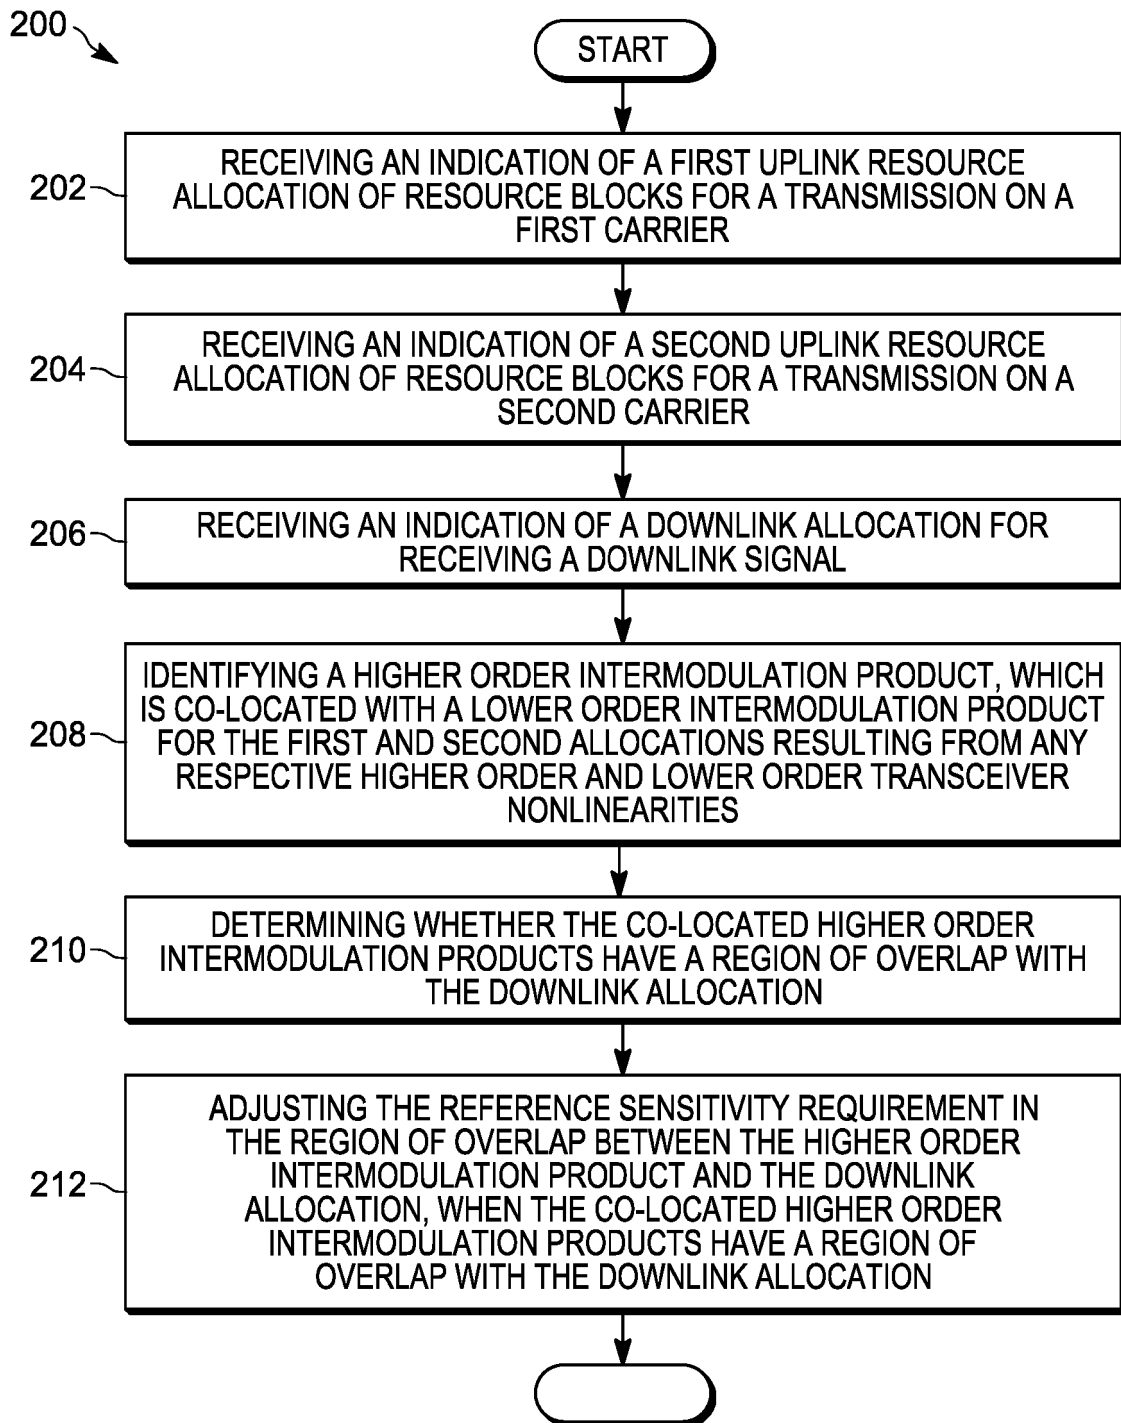 200
START
202
RECEIVING AN INDICATION OF A FIRST UPLINK RESOURCE
ALLOCATION OF RESOURCE BLOCKS FOR A TRANSMISSION ON A
FIRST CARRIER
204
RECEIVING AN INDICATION OF A SECOND UPLINK RESOURCE
ALLOCATION OF RESOURCE BLOCKS FOR A TRANSMISSION ON A
SECOND CARRIER
206
RECEIVING AN INDICATION OF A DOWNLINK ALLOCATION FOR
RECEIVING A DOWNLINK SIGNAL
208
IDENTIFYING A HIGHER ORDER INTERMODULATION PRODUCT, WHICH
IS CO-LOCATED WITH A LOWER ORDER INTERMODULATION PRODUCT
FOR THE FIRST AND SECOND ALLOCATIONS RESULTING FROM ANY
RESPECTIVE HIGHER ORDER AND LOWER ORDER TRANSCEIVER
NONLINEARITIES
210
DETERMINING WHETHER THE CO-LOCATED HIGHER ORDER
INTERMODULATION PRODUCTS HAVE A REGION OF OVERLAP WITH
THE DOWNLINK ALLOCATION
212
ADJUSTING THE REFERENCE SENSITIVITY REQUIREMENT IN
THE REGION OF OVERLAP BETWEEN THE HIGHER ORDER
INTERMODULATION PRODUCT AND THE DOWNLINK
ALLOCATION, WHEN THE CO-LOCATED HIGHER ORDER
INTERMODULATION PRODUCTS HAVE A REGION OF
OVERLAP WITH THE DOWNLINK ALLOCATION